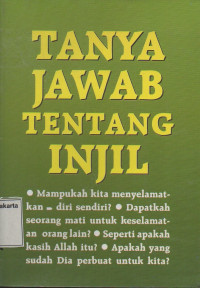 TANYA
JAWAB
TENTANG
INJIL
● Mampukah kita menyelamat-
kan diri sendiri? ● Dapatkah
seorang mati untuk keselamat-
an orang lain? ● Seperti apakah
kasih Allah itu? ● Apakah yang
sudah Dia perbuat untuk kita?
akarta